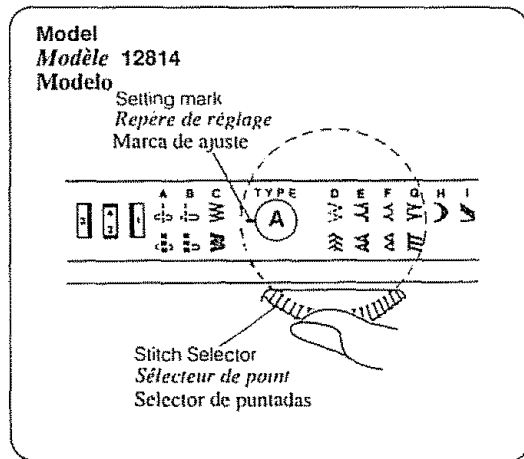 Model
Modèle 12814
Modelo
Setting mark
Repère de réglage
Marca de ajuste
A B C TYPE D E F G H I
A
Stitch Selector
Sélecteur de point
Selector de puntadas